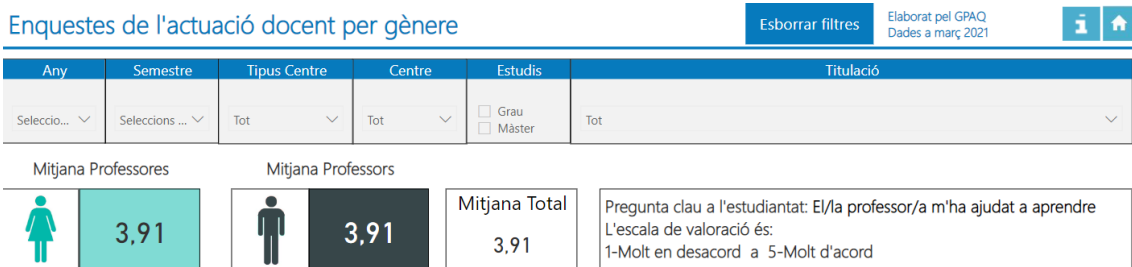 Enquestes de l'actuació docent per gènere
Esborrar filtres
Elaborat pel GPAQ
Dades a març 2021
i
Any
Semestre
Tipus Centre
Centre
Estudis
Titulació
Seleccio...
Seleccions ...
Tot
Tot
Grau
Màster
Tot
Mitjana Professores
Mitjana Professors
3,91
3,91
Mitjana Total
3,91
Pregunta clau a l'estudiantat: El/la professor/a m'ha ajudat a aprendre
L'escala de valoració és:
1-Molt en desacord a 5-Molt d'acord